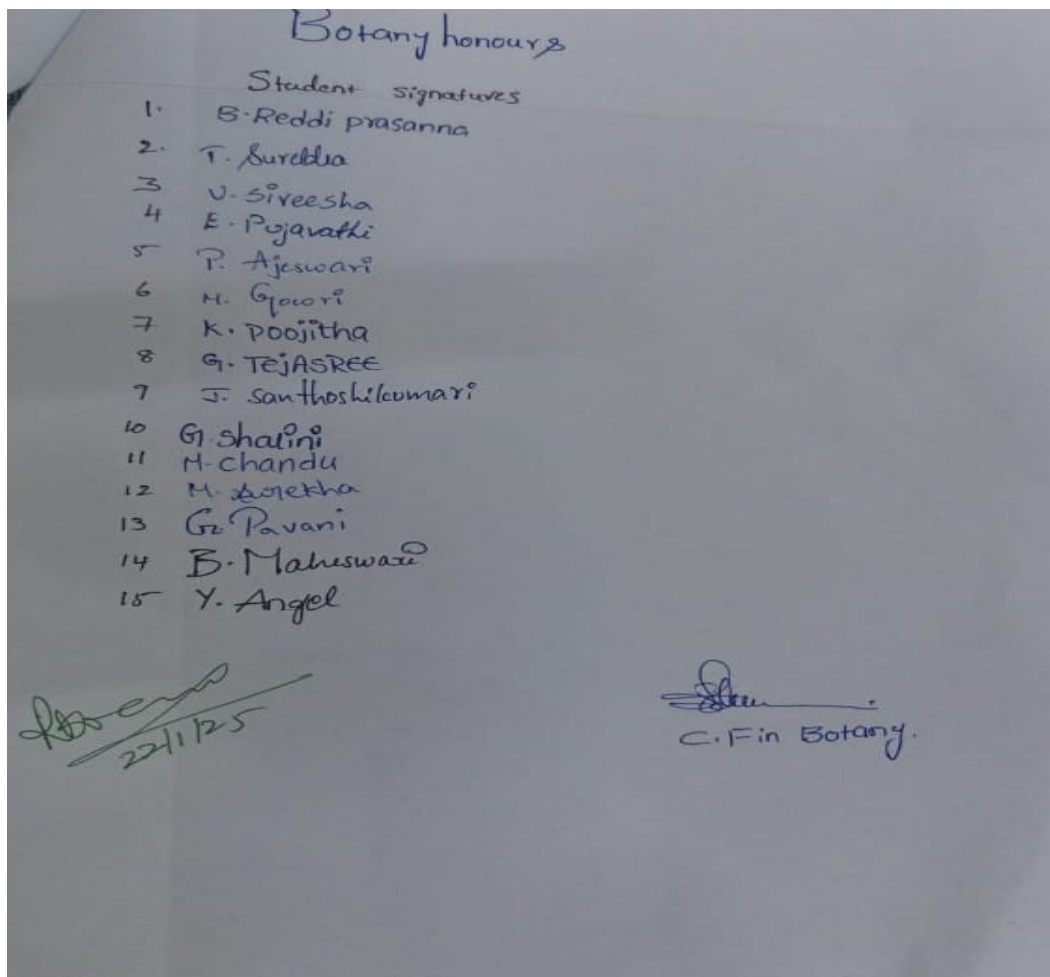 Botany honours
Student signatures
1. B. Reddi prasanna
2. T. Surekha
3 V. Sireesha
4 E. Pujavathi
5 P. Ajeswari
6 M. Gowri
7 K. Poojitha
8 G. TejASREE
9 J. Santhoshikumari
10 G. Shalini
11 M. Chandu
12 M. Surekha
13 G. Pavani
14 B. Maheswari
15 Y. Angel
22/1/25
C.F in Botany.